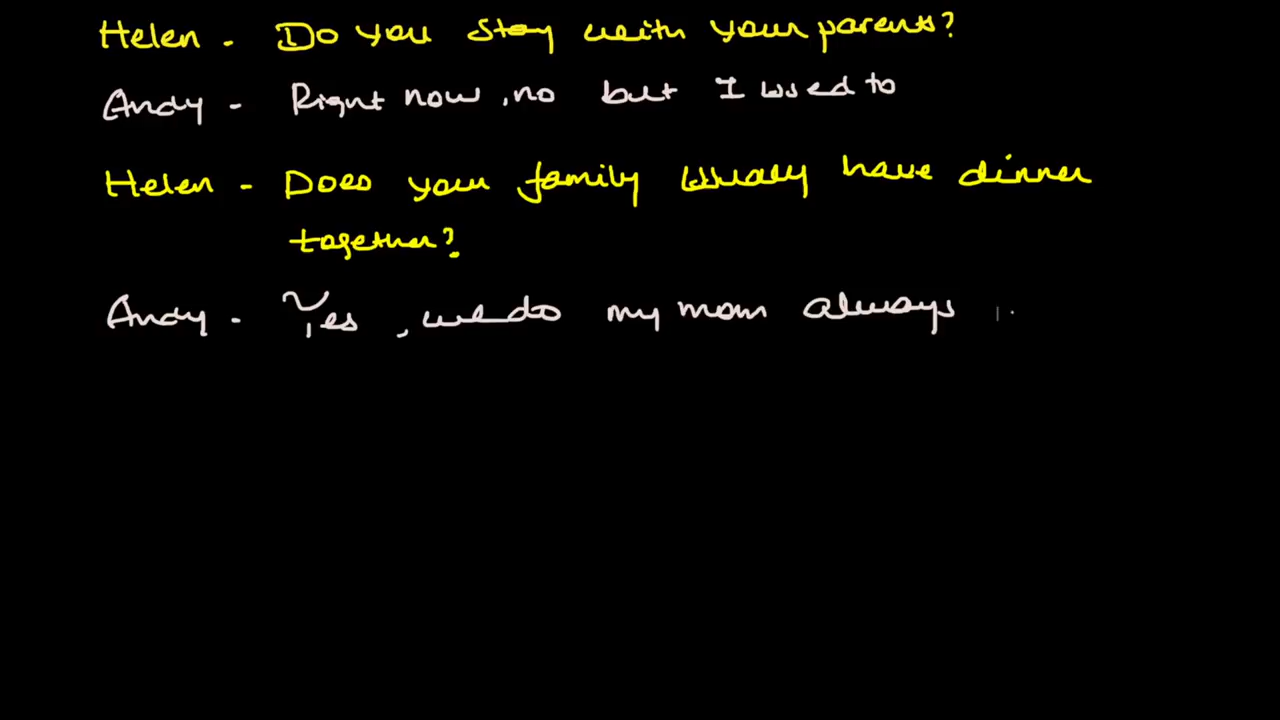 Helen - Do you stay with your parents?
Andy - Right now, no but I used to
Helen - Does your family usually have dinner
together?
Andy - Yes, we do my mom always